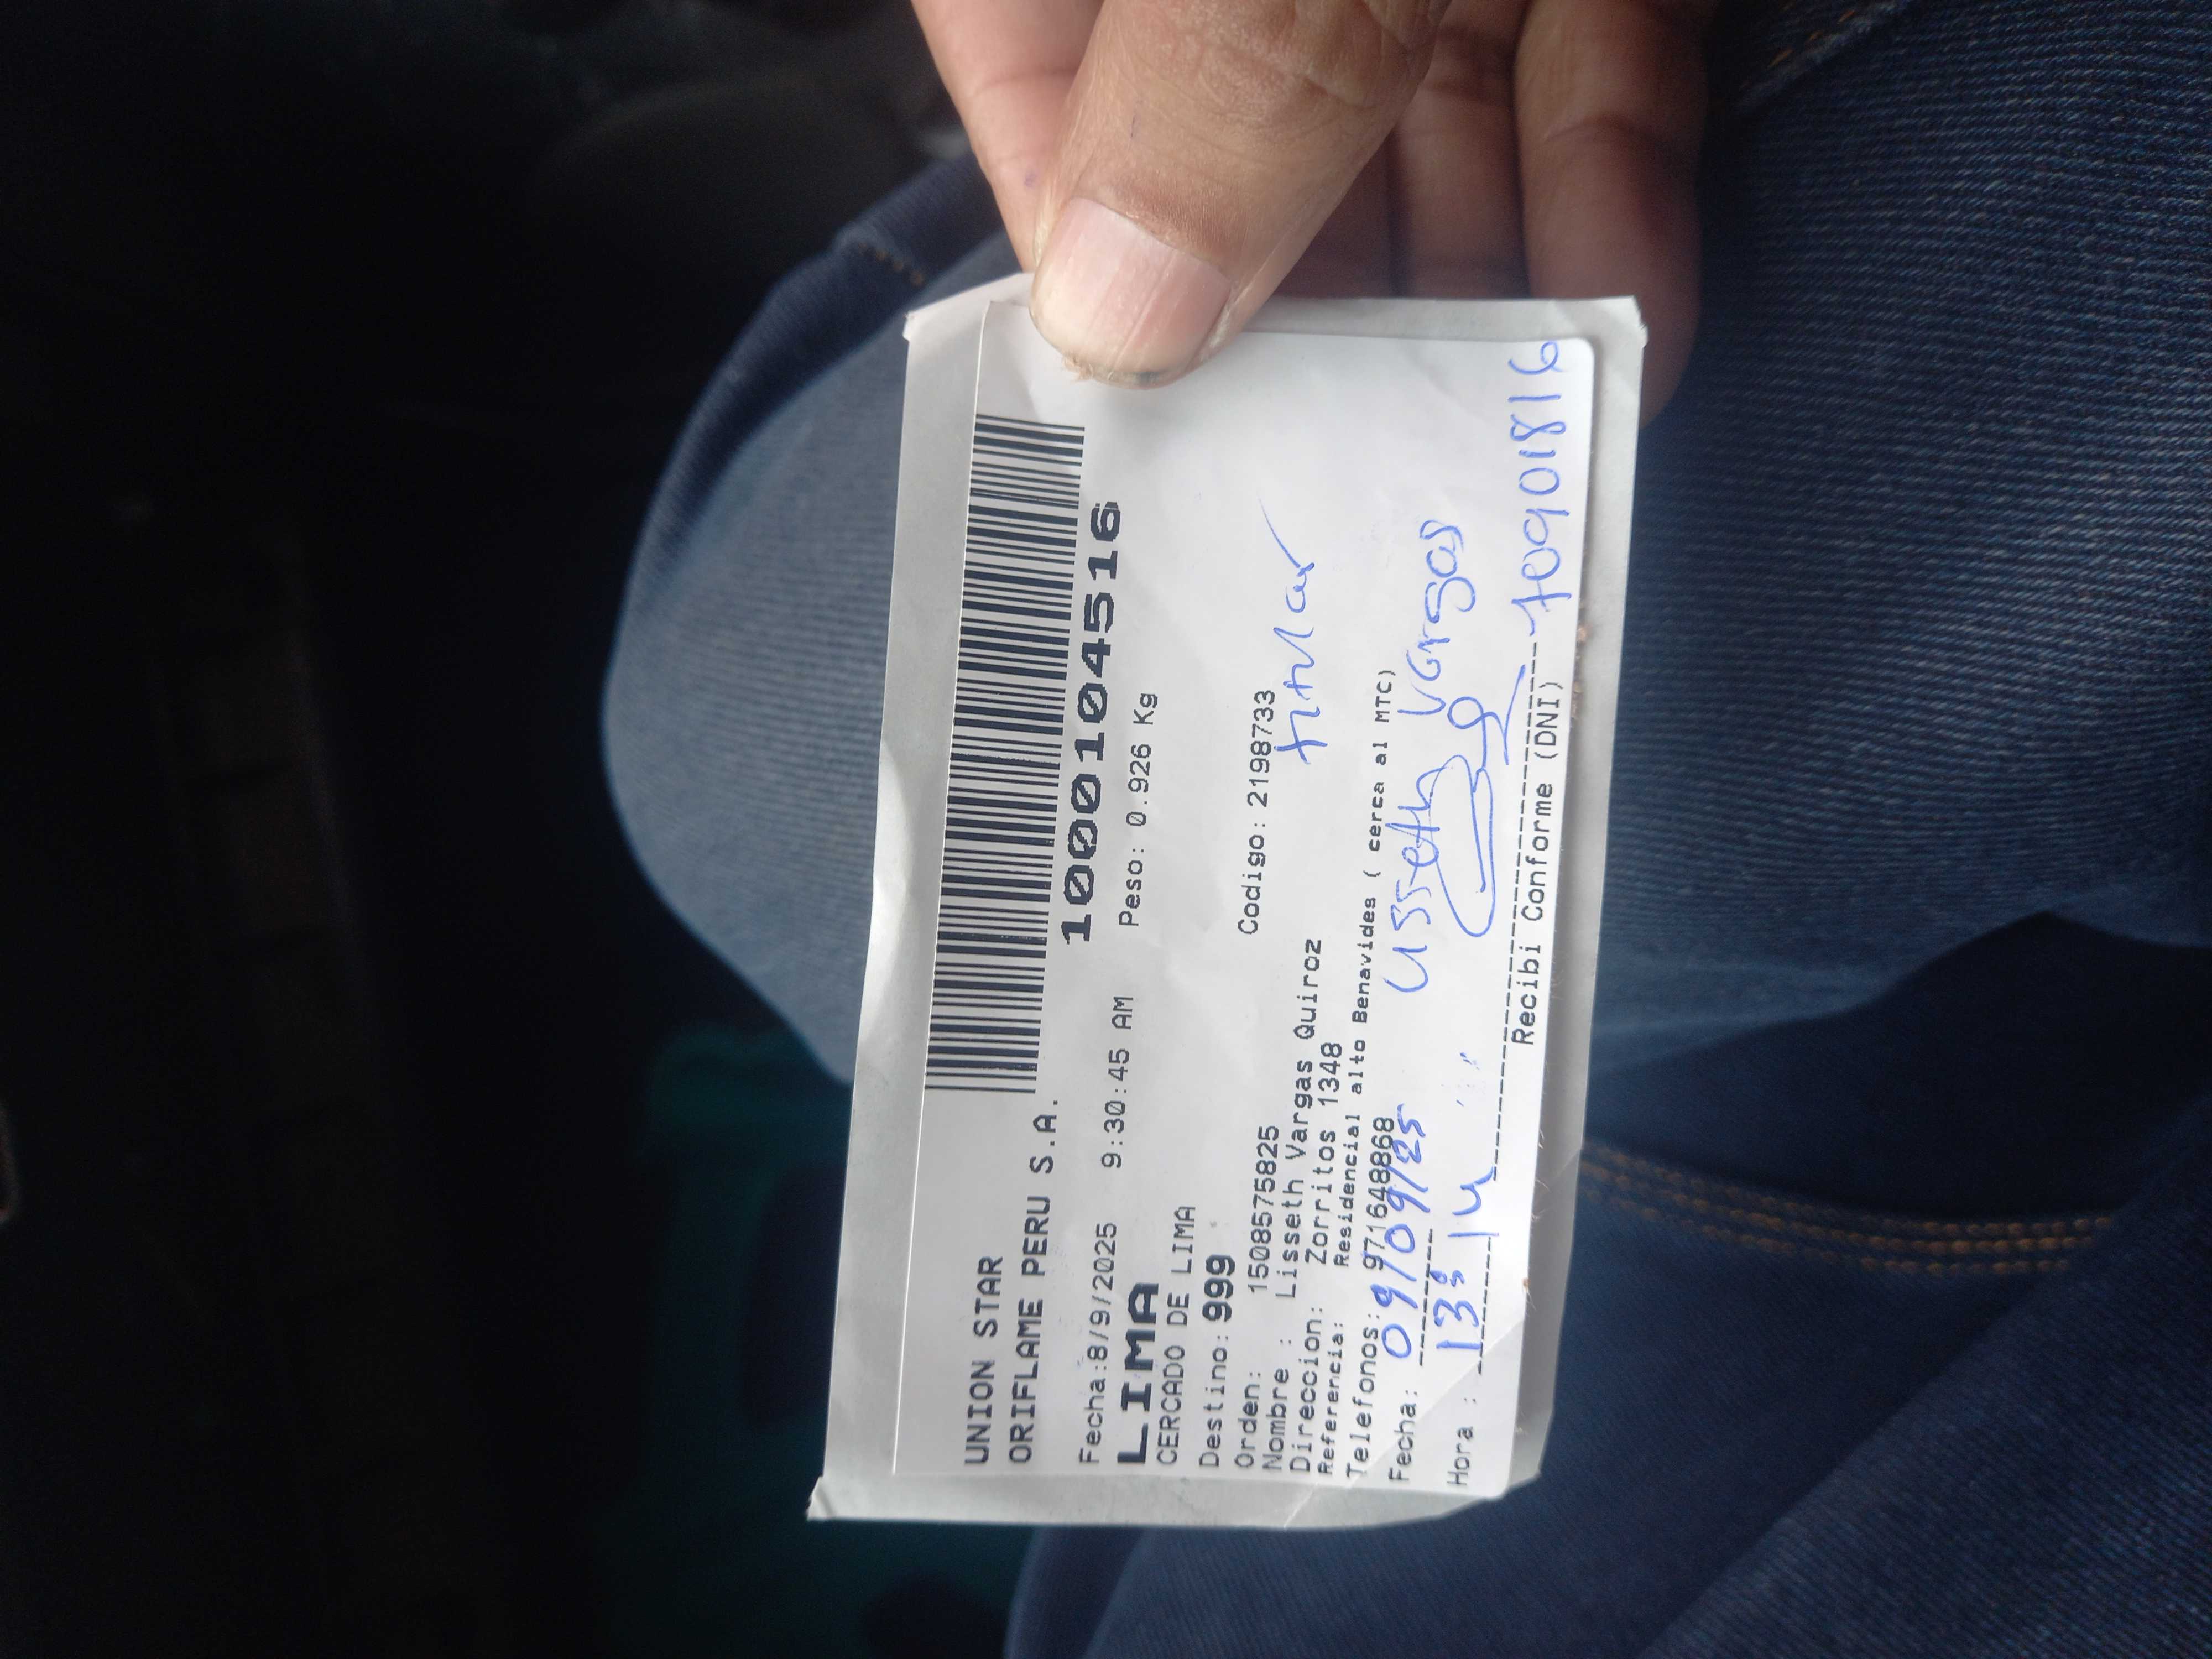 UNION STAR
ORIFLAME PERU S.A.
1000104516
Fecha:8/9/2025 9:30:45 AM Peso: 0.926 Kg
LIMA
CERCADO DE LIMA
Destino: 999
Orden: 1508575825 Codigo: 2198733
Nombre : Lisseth Vargas Quiroz
titular
Direccion: Zorritos 1348
Referencia: Residencial alto Benavides ( cerca al MTC)
Telefonos: 971648868
Fecha: 09/09/25 Lisseth Vargas
Hora : 13:14
70901816
Recibi Conforme (DNI)